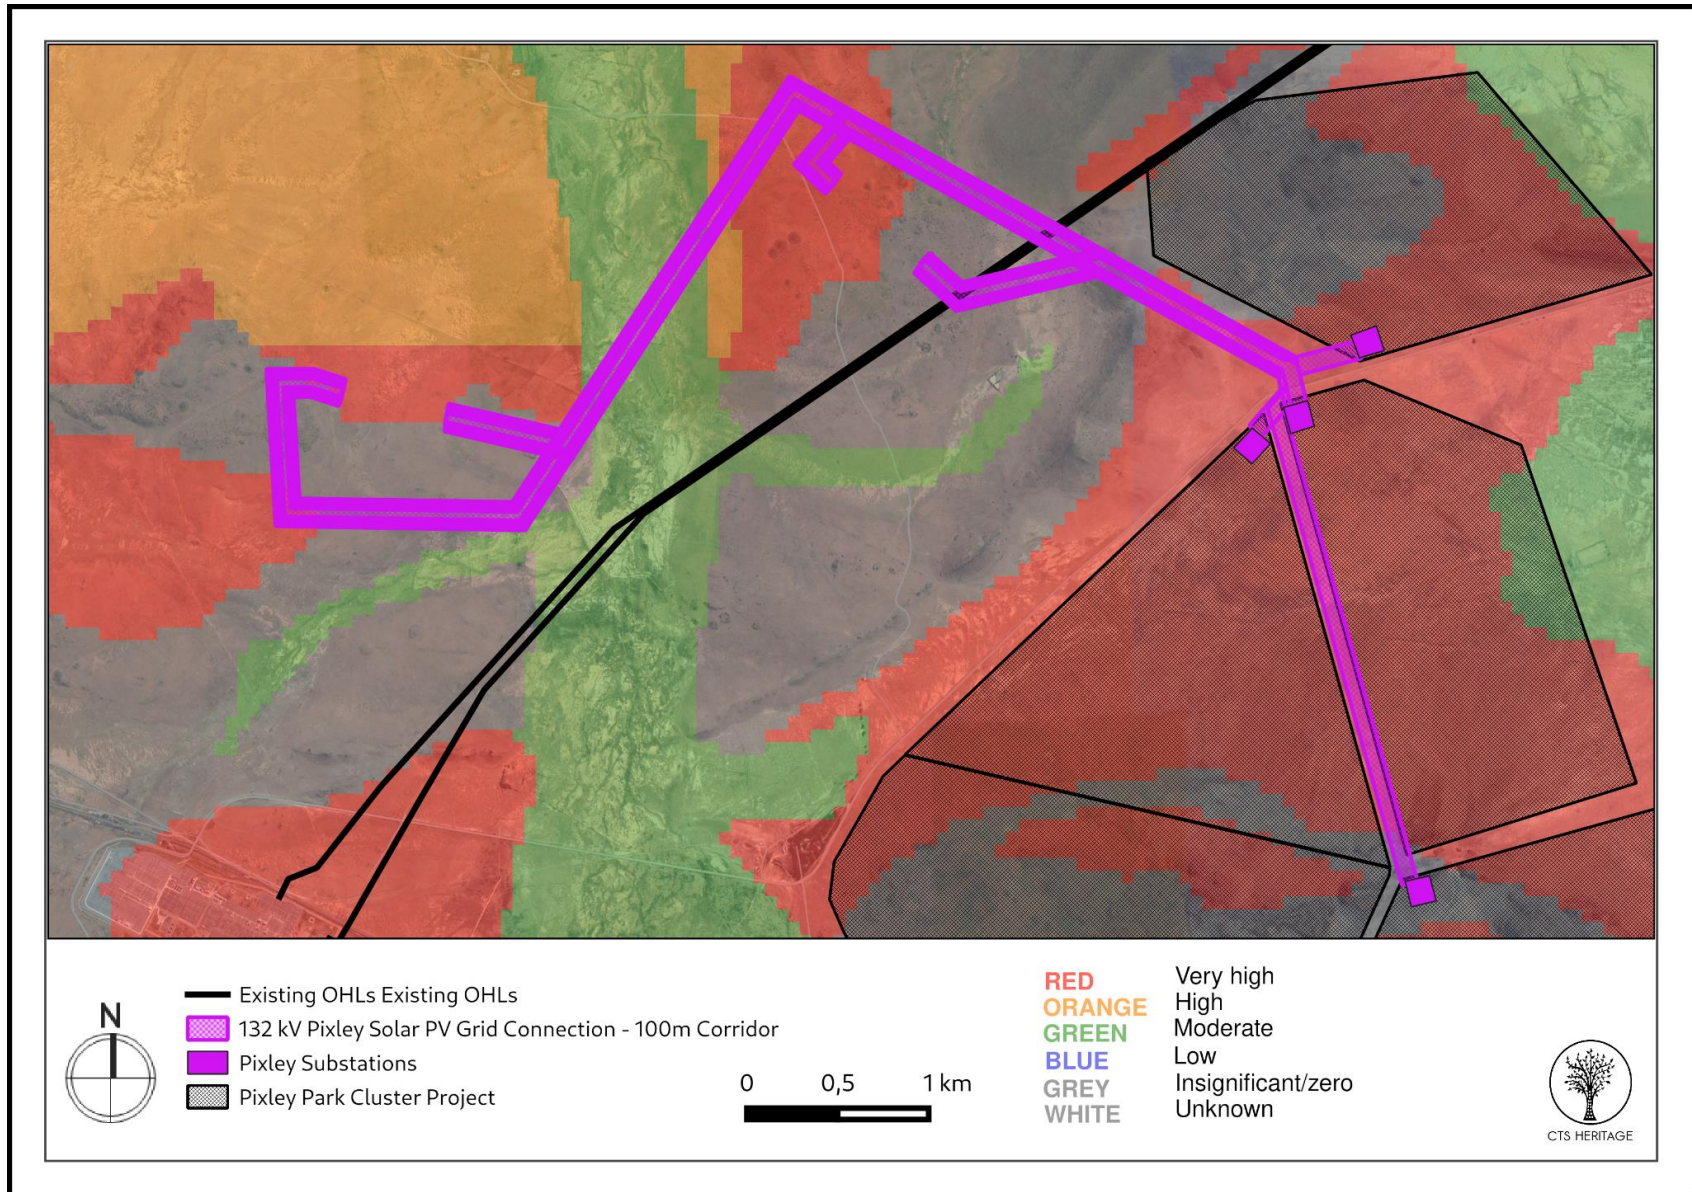 N
Existing OHLs Existing OHLs
132 kV Pixley Solar PV Grid Connection - 100m Corridor
Pixley Substations
Pixley Park Cluster Project
0 0,5 1 km
RED Very high
ORANGE High
GREEN Moderate
BLUE Low
GREY Insignificant/zero
WHITE Unknown
CTS HERITAGE